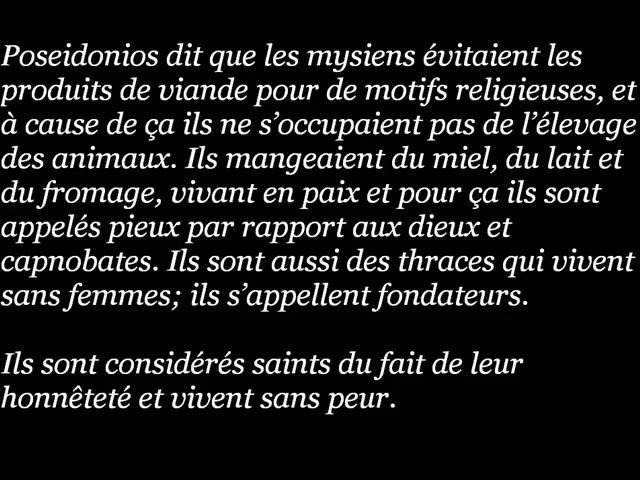 Poseidonios dit que les mysiens évitaient les
produits de viande pour de motifs religieuses, et
à cause de ça ils ne s’occupaient pas de l’élevage
des animaux. Ils mangeaient du miel, du lait et
du fromage, vivant en paix et pour ça ils sont
appelés pieux par rapport aux dieux et
capnobates. Ils sont aussi des thraces qui vivent
sans femmes; ils s’appellent fondateurs.
Ils sont considérés saints du fait de leur
honnêteté et vivent sans peur.